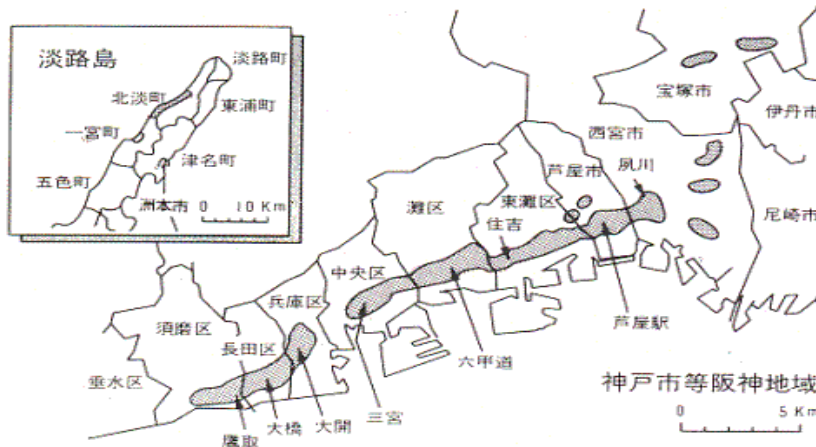 淡路島
淡路町
北淡町
東浦町
一宮町
津名町
五色町
洲本市
0 10 Km
宝塚市
伊丹市
西宮市
芦屋市
夙川
東灘区
灘区
住吉
尼崎市
中央区
兵庫区
須磨区
芦屋駅
長田区
六甲道
垂水区
神戸市等阪神地域
三宮
大橋
大開
鷹取
0 5 Km